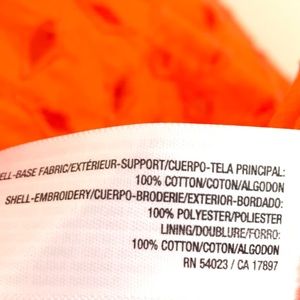 ELL-BASE FABRIC/EXTÉRIEUR-SUPPORT/CUERPO-TELA PRINCIPAL:
100% COTTON/COTON/ALGODON
SHELL-EMBROIDERY/CUERPO-BRODERIE/EXTERIOR-BORDADO:
100% POLYESTER/POLIESTER
LINING/DOUBLURE/FORRO:
100% COTTON/COTON/ALGODON
RN 54023 / CA 17897